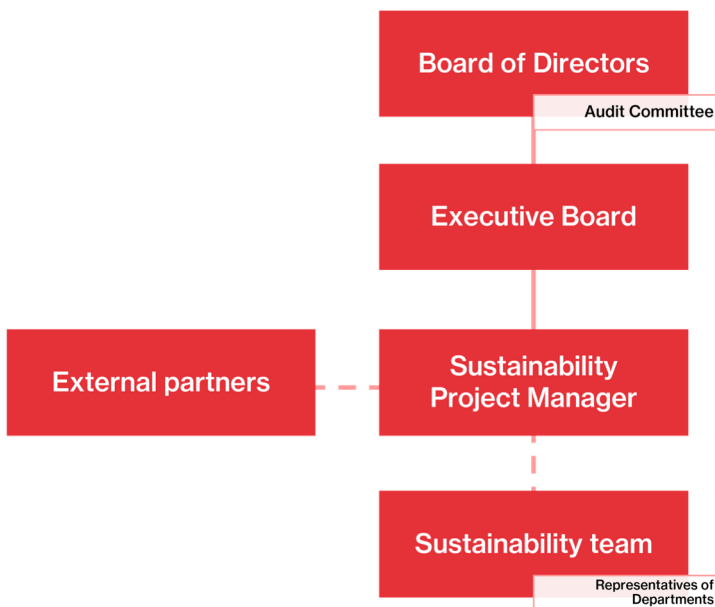 Board of Directors
Audit Committee
Executive Board
External partners
Sustainability
Project Manager
Sustainability team
Representatives of
Departments